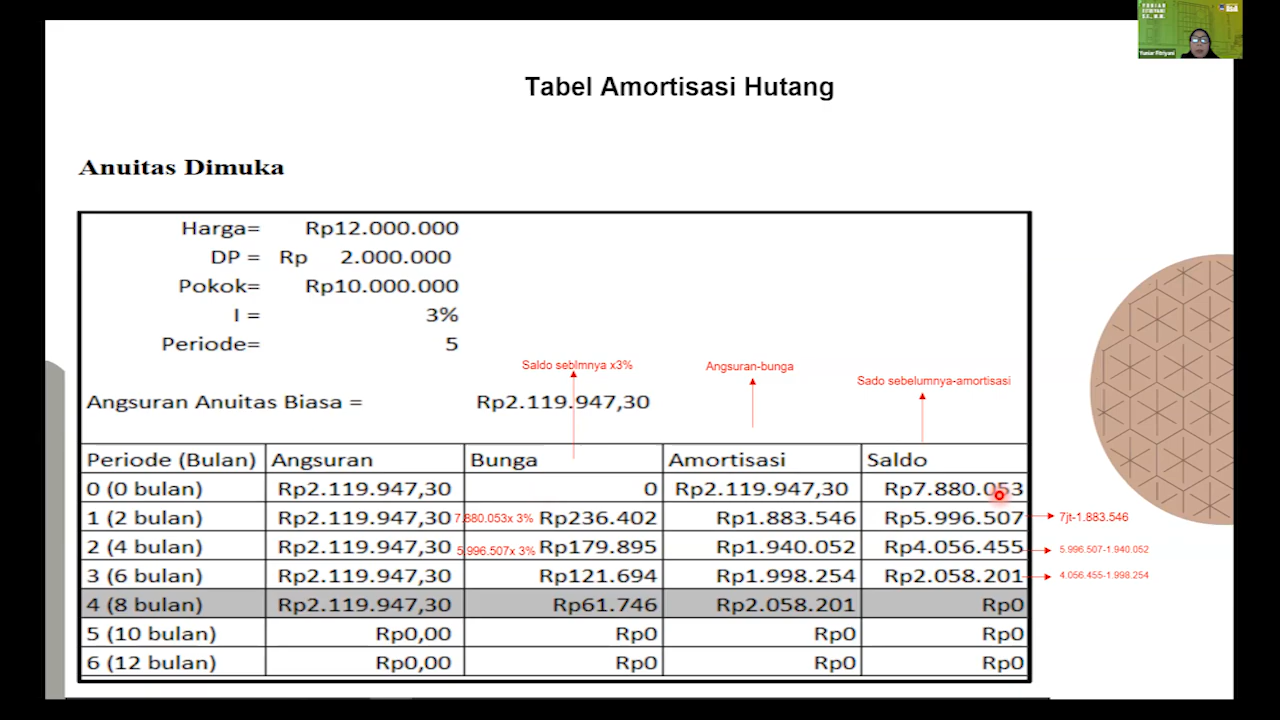 YUNIAR
FITRIYANI
S.E., M.M.
Yuniar Fitriyani
Tabel Amortisasi Hutang
Anuitas Dimuka
Harga= Rp12.000.000
DP = Rp 2.000.000
Pokok= Rp10.000.000
I = 3%
Periode= 5
Saldo seblmnya x3%
Angsuran-bunga
Sado sebelumnya-amortisasi
Angsuran Anuitas Biasa = Rp2.119.947,30
Periode (Bulan) Angsuran Bunga Amortisasi Saldo
0 (0 bulan) Rp2.119.947,30 0 Rp2.119.947,30 Rp7.880.053
1 (2 bulan) Rp2.119.947,30 7.880.053x 3% Rp236.402 Rp1.883.546 Rp5.996.507 7jt-1.883.546
2 (4 bulan) Rp2.119.947,30 5.996.507x 3% Rp179.895 Rp1.940.052 Rp4.056.455 5.996.507-1.940.052
3 (6 bulan) Rp2.119.947,30 Rp121.694 Rp1.998.254 Rp2.058.201 4.056.455-1.998.254
4 (8 bulan) Rp2.119.947,30 Rp61.746 Rp2.058.201 Rp0
5 (10 bulan) Rp0,00 Rp0 Rp0 Rp0
6 (12 bulan) Rp0,00 Rp0 Rp0 Rp0